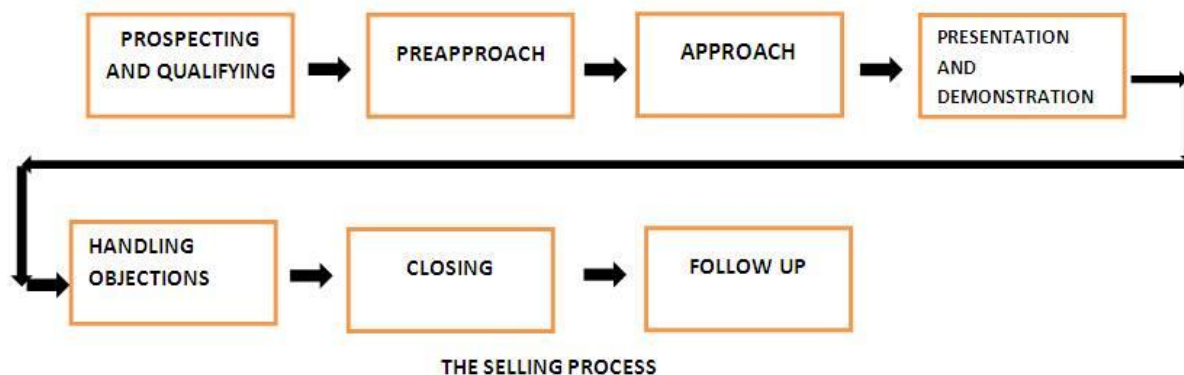 PROSPECTING
AND QUALIFYING
PREAPPROACH
APPROACH
PRESENTATION
AND
DEMONSTRATION
HANDLING
OBJECTIONS
CLOSING
FOLLOW UP
THE SELLING PROCESS